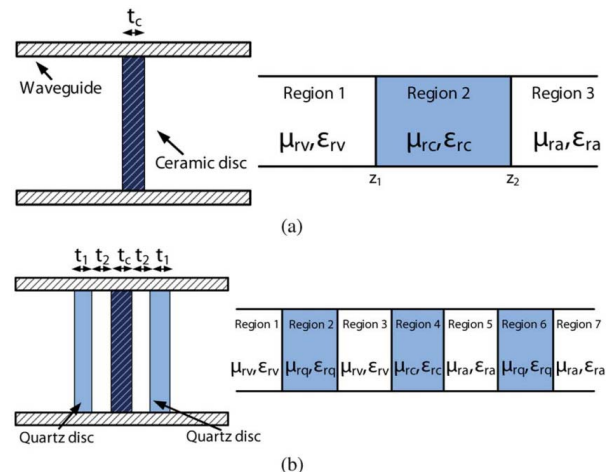 t_c
Waveguide
Ceramic disc
Region 1 Region 2 Region 3
μ_rv,ε_rv μ_rc,ε_rc μ_ra,ε_ra
z_1 z_2
(a)
t_1 t_2 t_c t_2 t_1
Region 1 Region 2 Region 3 Region 4 Region 5 Region 6 Region 7
μ_rv,ε_rv μ_rq,ε_rq μ_rv,ε_rv μ_rc,ε_rc μ_ra,ε_ra μ_rq,ε_rq μ_ra,ε_ra
Quartz disc Quartz disc
(b)